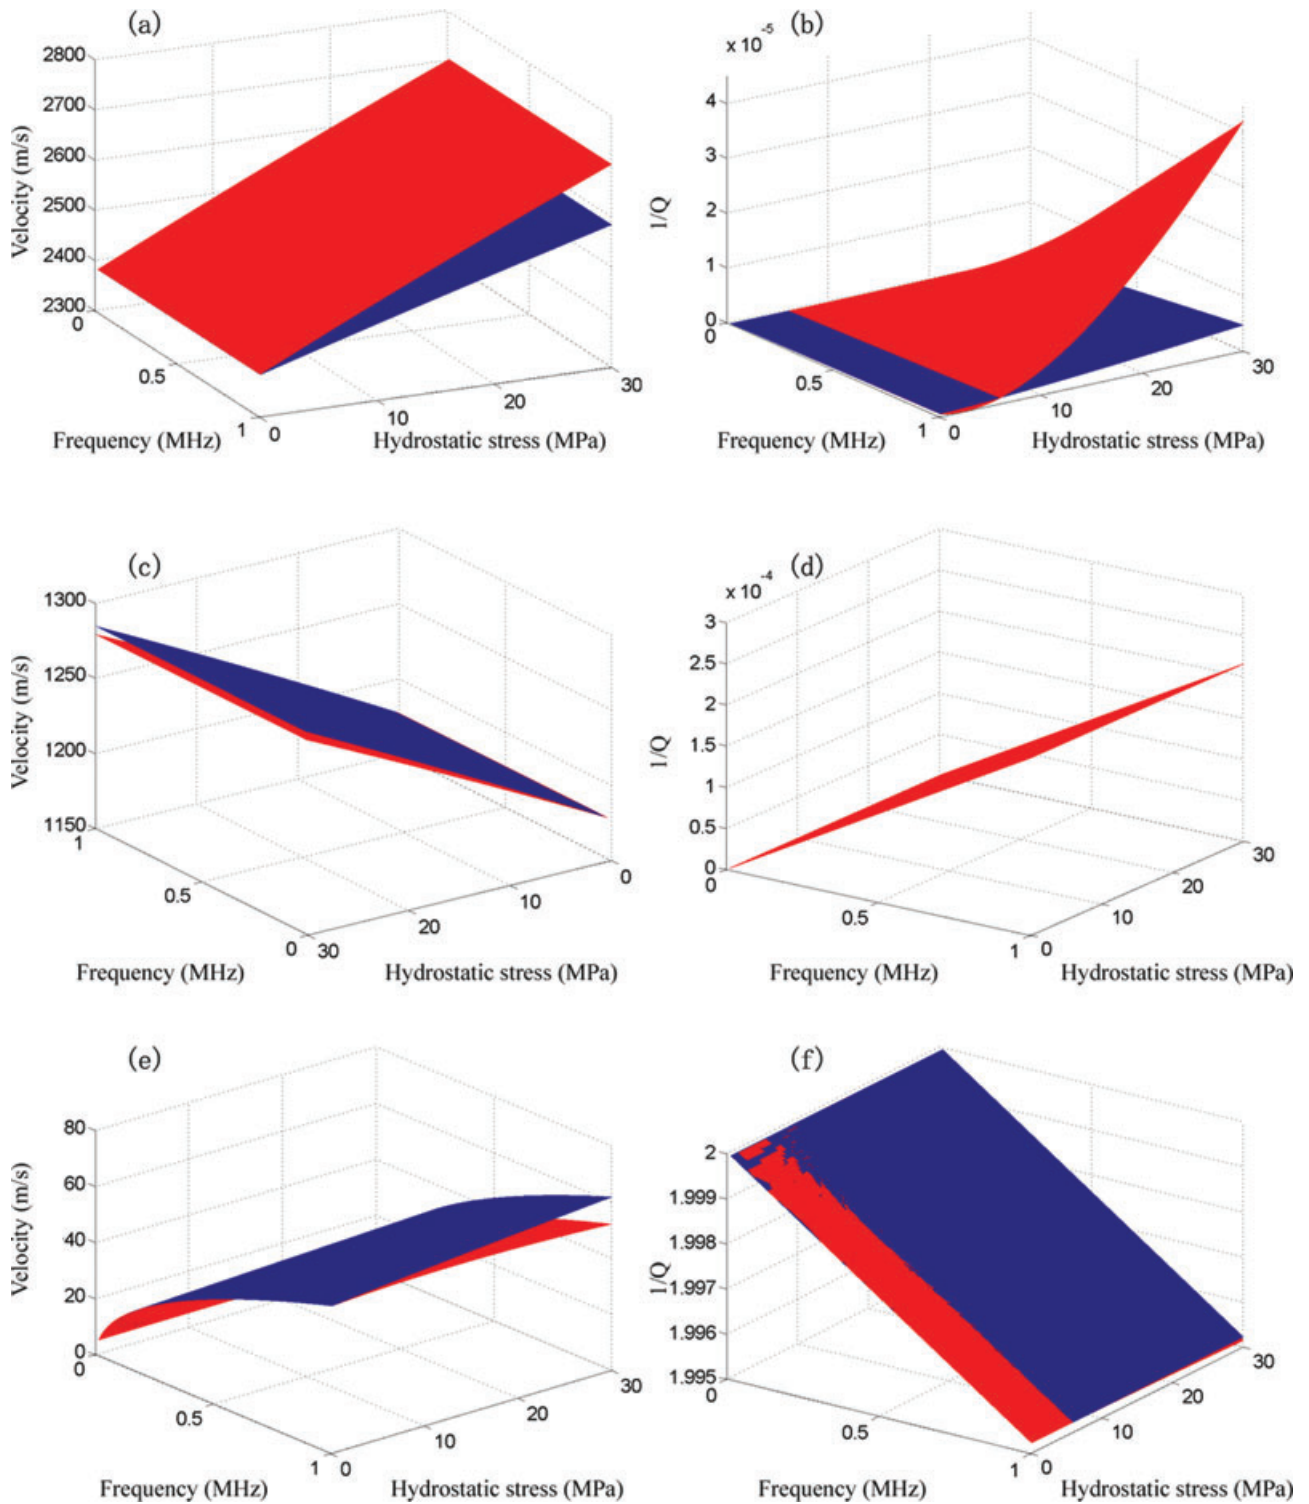 (a)
2800
2700
2600
2500
2400
2300
Velocity (m/s)
0
0.5
1
0
10
20
30
Frequency (MHz)
Hydrostatic stress (MPa)
(b)
x 10⁻⁵
4
3
2
1
0
1/Q
0
0.5
1
0
10
20
30
Frequency (MHz)
Hydrostatic stress (MPa)
(c)
1300
1250
1200
1150
Velocity (m/s)
1
0.5
0
30
20
10
0
Frequency (MHz)
Hydrostatic stress (MPa)
(d)
x 10⁻⁴
3
2.5
2
1.5
1
0.5
0
1/Q
0
0.5
1
0
10
20
30
Frequency (MHz)
Hydrostatic stress (MPa)
(e)
80
60
40
20
0
Velocity (m/s)
0
0.5
1
0
10
20
30
Frequency (MHz)
Hydrostatic stress (MPa)
(f)
2
1.999
1.998
1.997
1.996
1.995
1/Q
0
0.5
1
0
10
20
30
Frequency (MHz)
Hydrostatic stress (MPa)